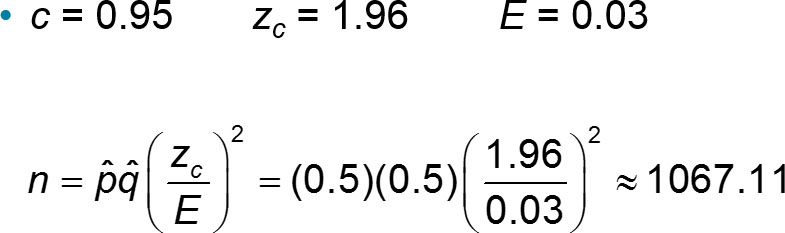 • c = 0.95 z_c = 1.96 E = 0.03
n = p̂q̂(z_c/E)² = (0.5)(0.5)(1.96/0.03)² ≈ 1067.11